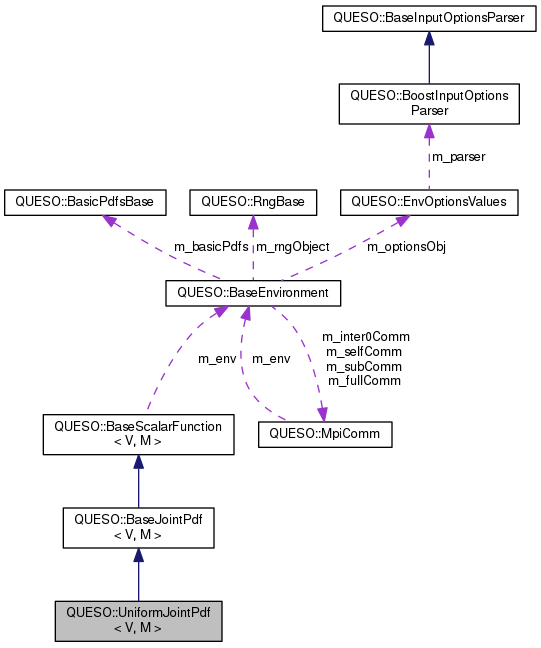 QUESO::BaseInputOptionsParser
QUESO::BoostInputOptions
Parser
m_parser
QUESO::BasicPdfsBase
QUESO::RngBase
QUESO::EnvOptionsValues
m_basicPdfs
m_rngObject
m_optionsObj
QUESO::BaseEnvironment
m_env
m_env
m_inter0Comm
m_selfComm
m_subComm
m_fullComm
QUESO::BaseScalarFunction
< V, M >
QUESO::MpiComm
QUESO::BaseJointPdf
< V, M >
QUESO::UniformJointPdf
< V, M >